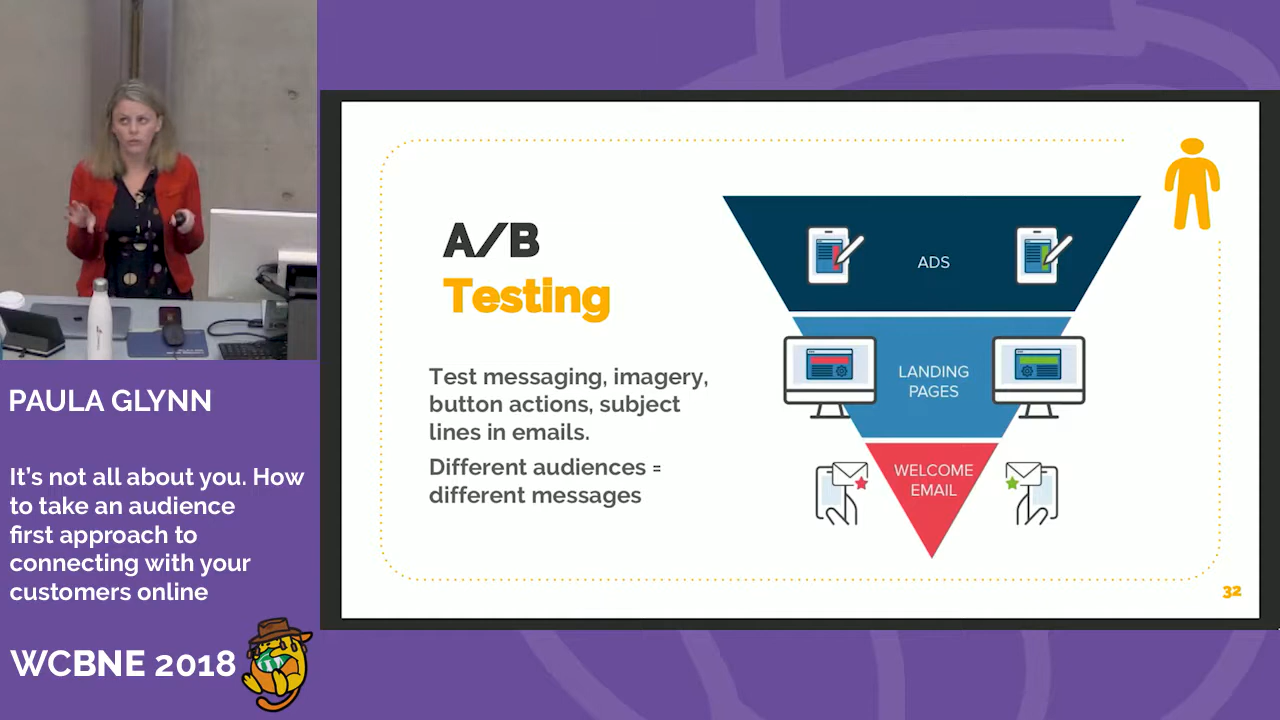 PAULA GLYNN
It's not all about you. How
to take an audience
first approach to
connecting with your
customers online
WCBNE 2018
A/B
Testing
Test messaging, imagery,
button actions, subject
lines in emails.
Different audiences =
different messages
ADS
LANDING
PAGES
WELCOME
EMAIL
32